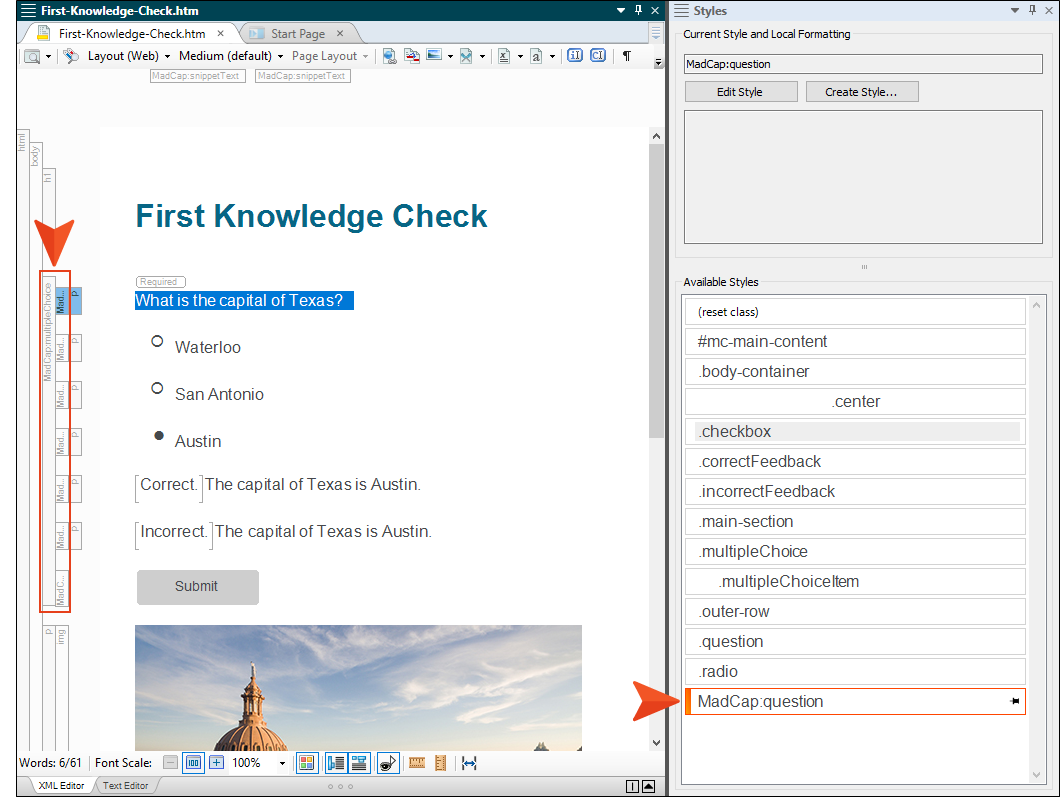 First-Knowledge-Check.htm
First-Knowledge-Check.htm
Start Page
Layout (Web)
Medium (default)
Page Layout
MadCap:snippetText
MadCap:snippetText
html
body
h1
MadCap:multipleChoice
Mad...
p
Mad...
p
Mad...
p
Mad...
p
Mad...
p
Mad...
p
MadC...
p
img
First Knowledge Check
Required
What is the capital of Texas?
Waterloo
San Antonio
Austin
[Correct.]The capital of Texas is Austin.
[Incorrect.]The capital of Texas is Austin.
Submit
Words: 6/61
Font Scale:
100
100%
XML Editor
Text Editor
Styles
Current Style and Local Formatting
MadCap:question
Edit Style
Create Style...
Available Styles
(reset class)
#mc-main-content
.body-container
.center
.checkbox
.correctFeedback
.incorrectFeedback
.main-section
.multipleChoice
.multipleChoiceItem
.outer-row
.question
.radio
MadCap:question